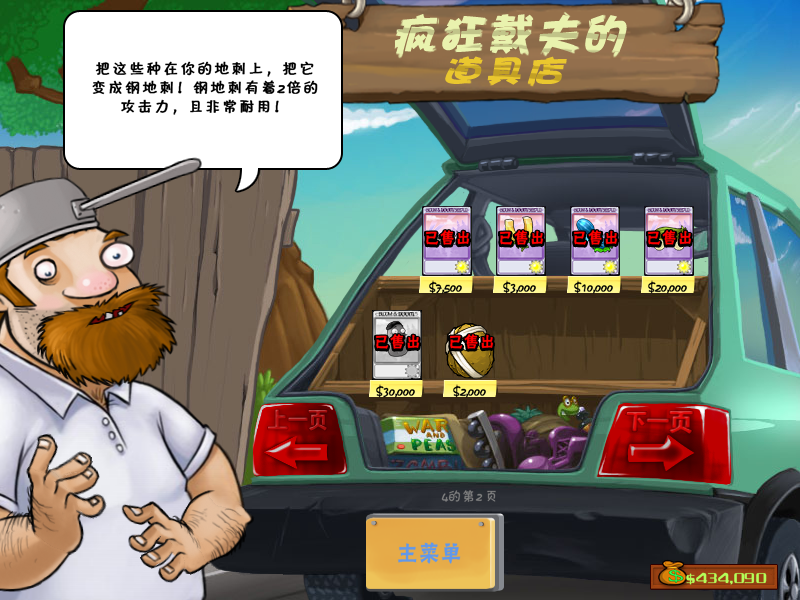 把这些种在你的地刺上，把它
变成钢地刺！钢地刺有着2倍的
攻击力，且非常耐用！
疯狂戴夫的
道具店
已售出
已售出
已售出
已售出
$7,500
$3,000
$10,000
$20,000
已售出
已售出
$30,000
$2,000
上一页
下一页
WAR
AND
PEAS
4的第2页
主菜单
$434,090